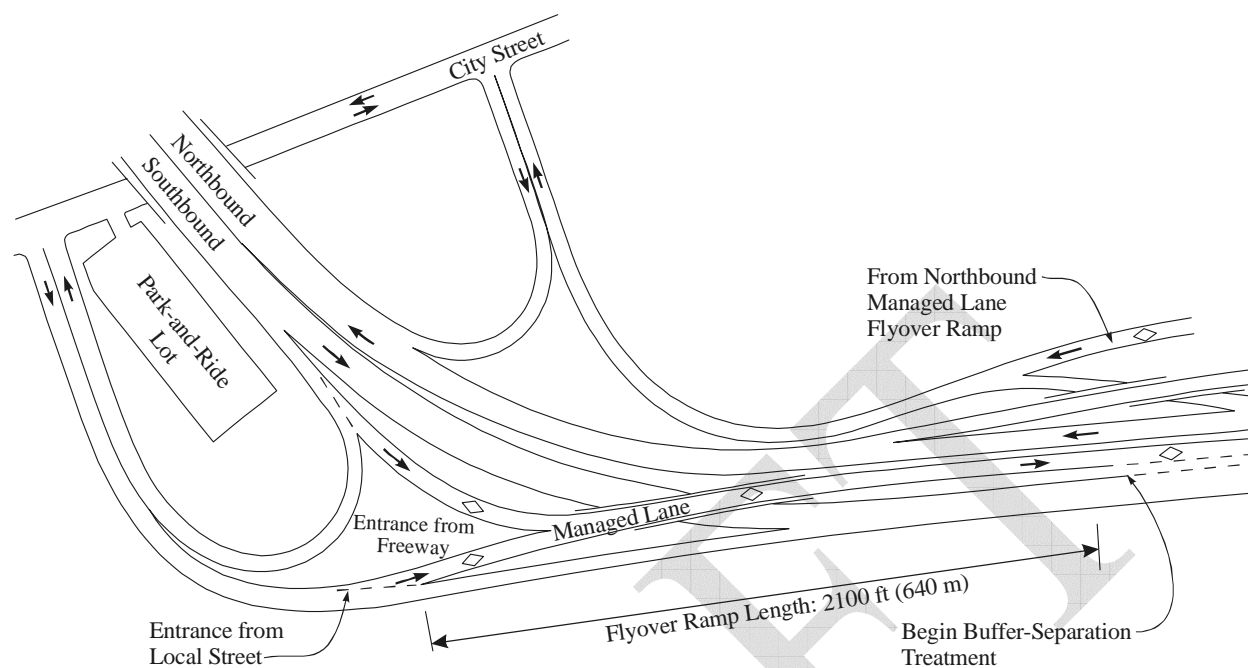 City Street
Northbound
Southbound
Park-and-Ride
Lot
From Northbound
Managed Lane
Flyover Ramp
Entrance from
Freeway
Managed Lane
Flyover Ramp Length: 2100 ft (640 m)
Entrance from
Local Street
Begin Buffer-Separation
Treatment